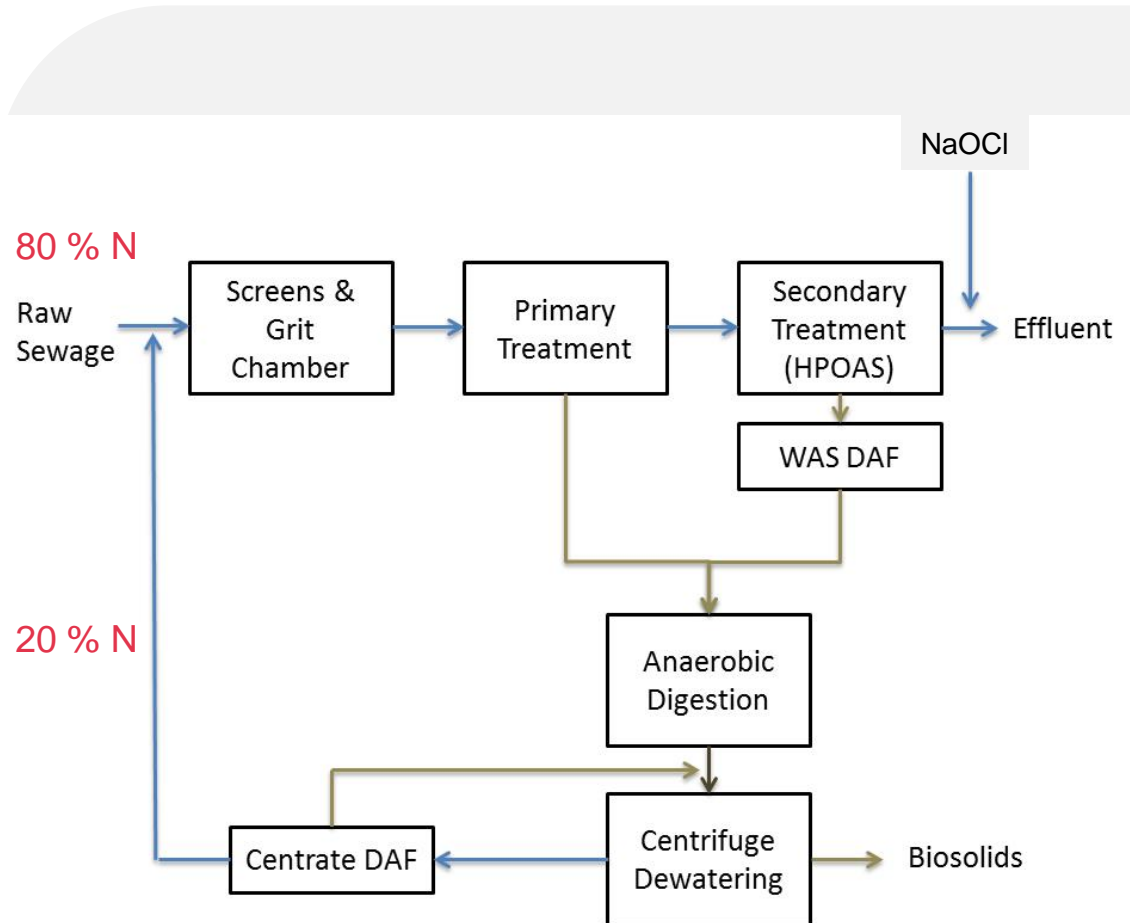 NaOCl
80 % N
Raw
Sewage
Screens &
Grit
Chamber
Primary
Treatment
Secondary
Treatment
(HPOAS)
Effluent
WAS DAF
20 % N
Anaerobic
Digestion
Centrate DAF
Centrifuge
Dewatering
Biosolids